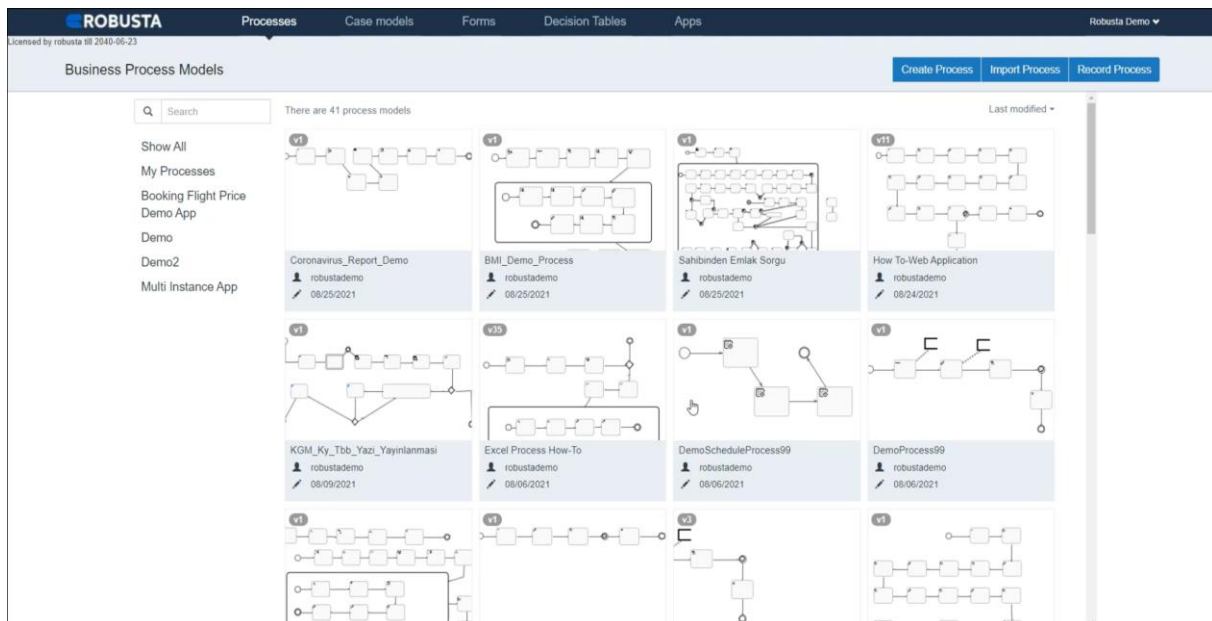 ROBUSTA
Processes
Case models
Forms
Decision Tables
Apps
Robusta Demo
Licensed by robusta till 2040-06-23
Business Process Models
Create Process
Import Process
Record Process
Search
There are 41 process models
Last modified
Show All
My Processes
Booking Flight Price
Demo App
Demo
Demo2
Multi Instance App
v1
v1
v1
v11
Coronavirus_Report_Demo
robustademo
08/25/2021
BMI_Demo_Process
robustademo
08/25/2021
Sahibinden Emlak Sorgu
robustademo
08/25/2021
How To-Web Application
robustademo
08/24/2021
v1
v35
v1
v1
KGM_Ky_Tbb_Yazi_Yayinlanmasi
robustademo
08/09/2021
Excel Process How-To
robustademo
08/06/2021
DemoScheduleProcess99
robustademo
08/06/2021
DemoProcess99
robustademo
08/06/2021
v1
v1
v3
v1